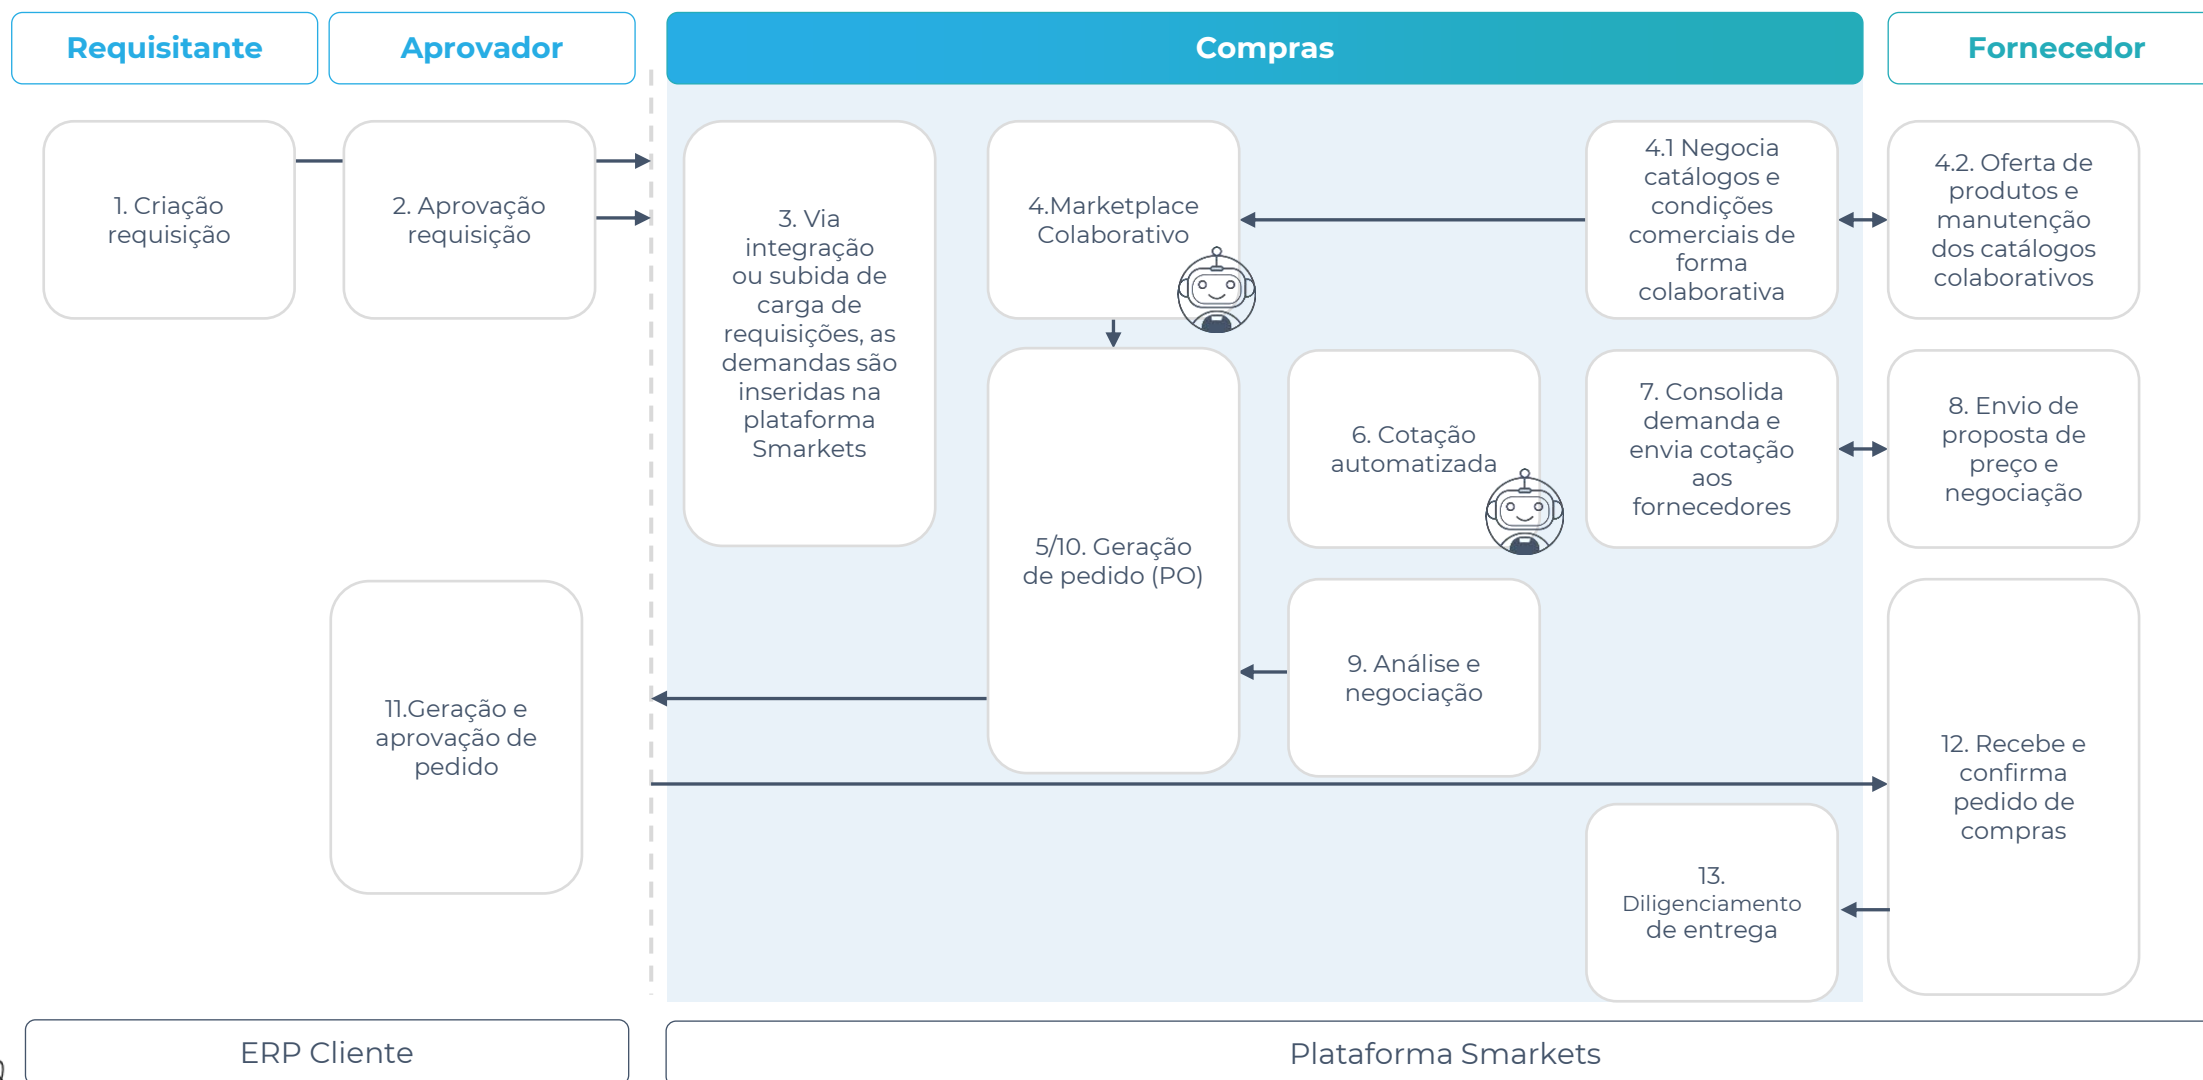 Requisitante
Aprovador
Compras
Fornecedor
1. Criação
requisição
2. Aprovação
requisição
3. Via
integração
ou subida de
carga de
requisições, as
demandas são
inseridas na
plataforma
Smarkets
4.Marketplace
Colaborativo
4.1 Negocia
catálogos e
condições
comerciais de
forma
colaborativa
4.2. Oferta de
produtos e
manutenção
dos catálogos
colaborativos
5/10. Geração
de pedido (PO)
6. Cotação
automatizada
7. Consolida
demanda e
envia cotação
aos
fornecedores
8. Envio de
proposta de
preço e
negociação
9. Análise e
negociação
11.Geração e
aprovação de
pedido
12. Recebe e
confirma
pedido de
compras
13.
Diligenciamento
de entrega
ERP Cliente
Plataforma Smarkets